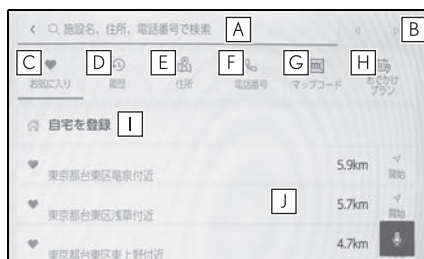 施設名、住所、電話番号で検索 A B
C D E F G H
お気に入り 履歴 住所 電話番号 マップコード おでかけプラン
自宅を登録 I
5.9km
東京都台東区竜泉付近 開始
5.7km
東京都台東区浅草付近 J 開始
4.7km
東京都台東区東上野付近